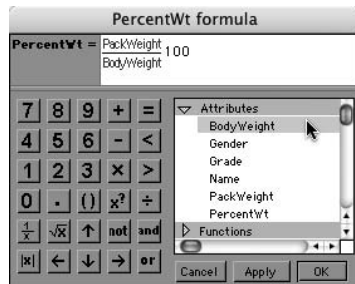 PercentWt formula
PercentWt = PackWeight
BodyWeight
100
7 8 9 + =
4 5 6 - <
1 2 3 × >
0 . () x? ÷
1/x √x ↑ not and
|x| ← ↓ → or
Attributes
BodyWeight
Gender
Grade
Name
PackWeight
PercentWt
Functions
Cancel Apply OK